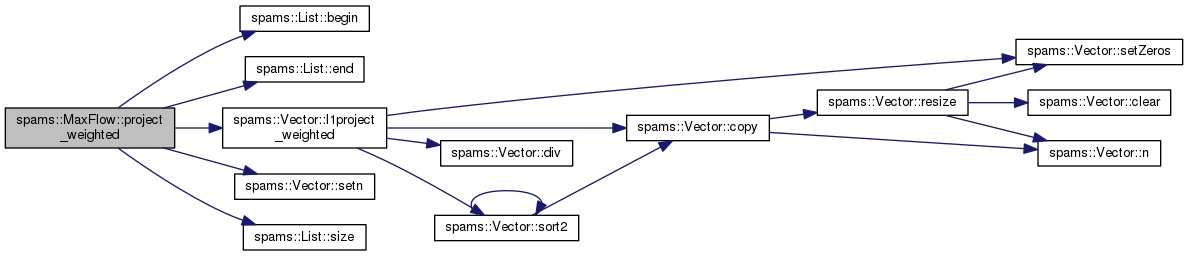 spams::MaxFlow::project
_weighted
spams::List::begin
spams::List::end
spams::Vector::l1project
_weighted
spams::Vector::setn
spams::List::size
spams::Vector::div
spams::Vector::sort2
spams::Vector::copy
spams::Vector::resize
spams::Vector::setZeros
spams::Vector::clear
spams::Vector::n